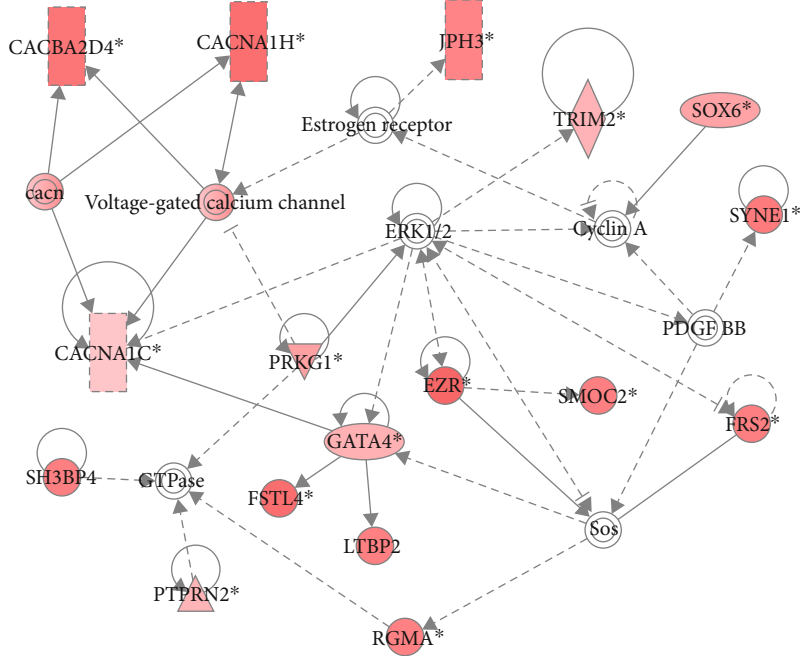 CACBA2D4*
CACNA1H*
JPH3*
Estrogen receptor
TRIM2*
SOX6*
cacn
Voltage-gated calcium channel
ERK1/2
Cyclin A
SYNE1*
CACNA1C*
PRKG1*
PDGF BB
EZR*
SMOC2*
FRS2*
GATA4*
SH3BP4
GTPase
FSTL4*
LTBP2
Sos
PTPRN2*
RGMA*